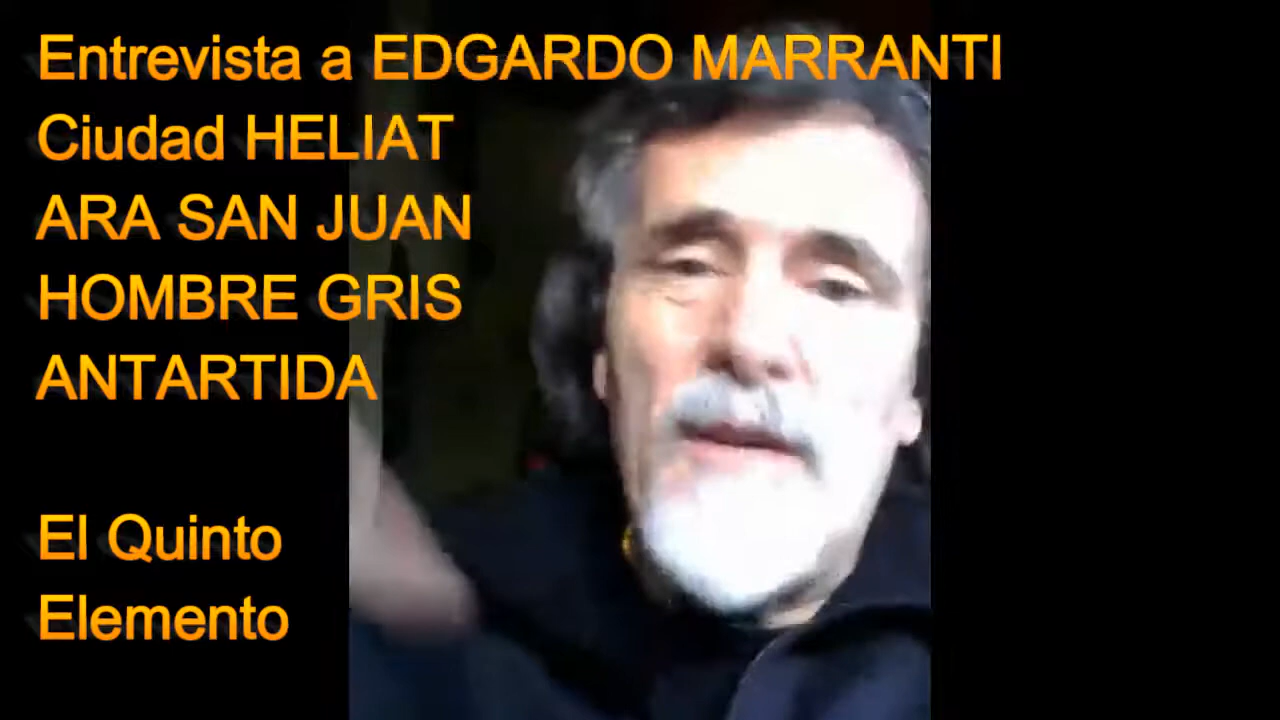 Entrevista a EDGARDO MARRANTI
Ciudad HELIAT
ARA SAN JUAN
HOMBRE GRIS
ANTARTIDA
El Quinto
Elemento